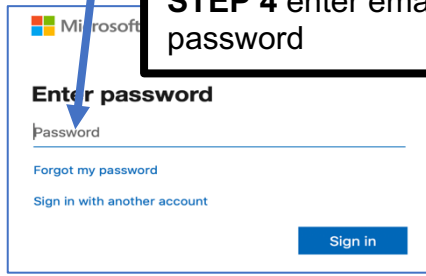 STEP 4 enter
password
Microsoft
Enter password
Password
Forgot my password
Sign in with another account
Sign in